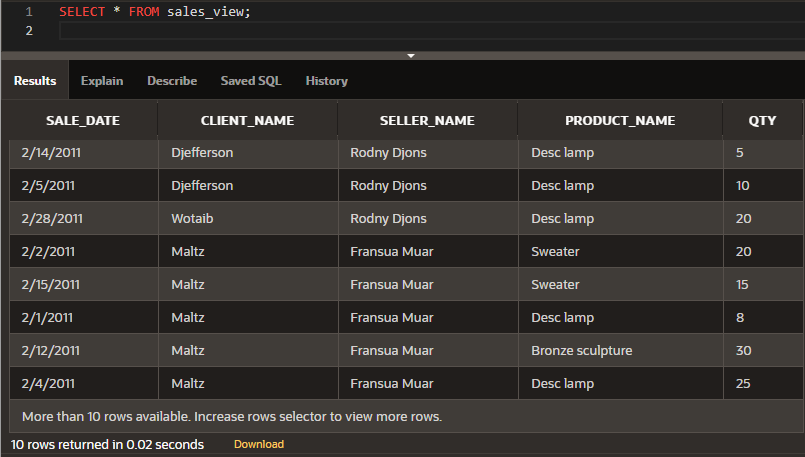 1 SELECT * FROM sales_view;
2
Results Explain Describe Saved SQL History
SALE_DATE CLIENT_NAME SELLER_NAME PRODUCT_NAME QTY
2/14/2011 Djefferson Rodny Djons Desc lamp 5
2/5/2011 Djefferson Rodny Djons Desc lamp 10
2/28/2011 Wotaib Rodny Djons Desc lamp 20
2/2/2011 Maltz Fransua Muar Sweater 20
2/15/2011 Maltz Fransua Muar Sweater 15
2/1/2011 Maltz Fransua Muar Desc lamp 8
2/12/2011 Maltz Fransua Muar Bronze sculpture 30
2/4/2011 Maltz Fransua Muar Desc lamp 25
More than 10 rows available. Increase rows selector to view more rows.
10 rows returned in 0.02 seconds Download